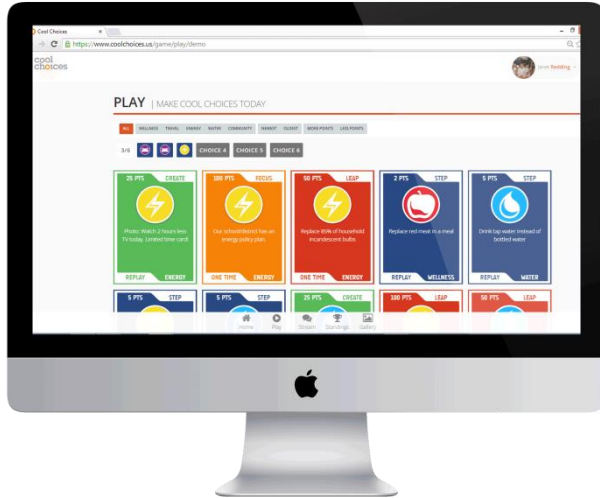 Cool Choices
https://www.coolchoices.us/game/play/demo
cool
choices
Janet Redding
PLAY | MAKE COOL CHOICES TODAY
ALL WELLNESS TRAVEL ENERGY WATER COMMUNITY NEWEST OLDEST MORE POINTS LESS POINTS
3/6 CHOICE 4 CHOICE 5 CHOICE 6
25 PTS CREATE
Photo: Watch 2 hours less
TV today. Limited time card!
REPLAY ENERGY
100 PTS FOCUS
Our school/district has an
energy policy plan.
ONE TIME ENERGY
50 PTS LEAP
Replace 85% of household
incandescent bulbs
ONE TIME ENERGY
2 PTS STEP
Replace red meat in a meal
REPLAY WELLNESS
5 PTS STEP
Drink tap water instead of
bottled water
REPLAY WATER
5 PTS STEP
5 PTS STEP
25 PTS CREATE
100 PTS LEAP
50 PTS LEAP
Home Play Stream Standings Gallery